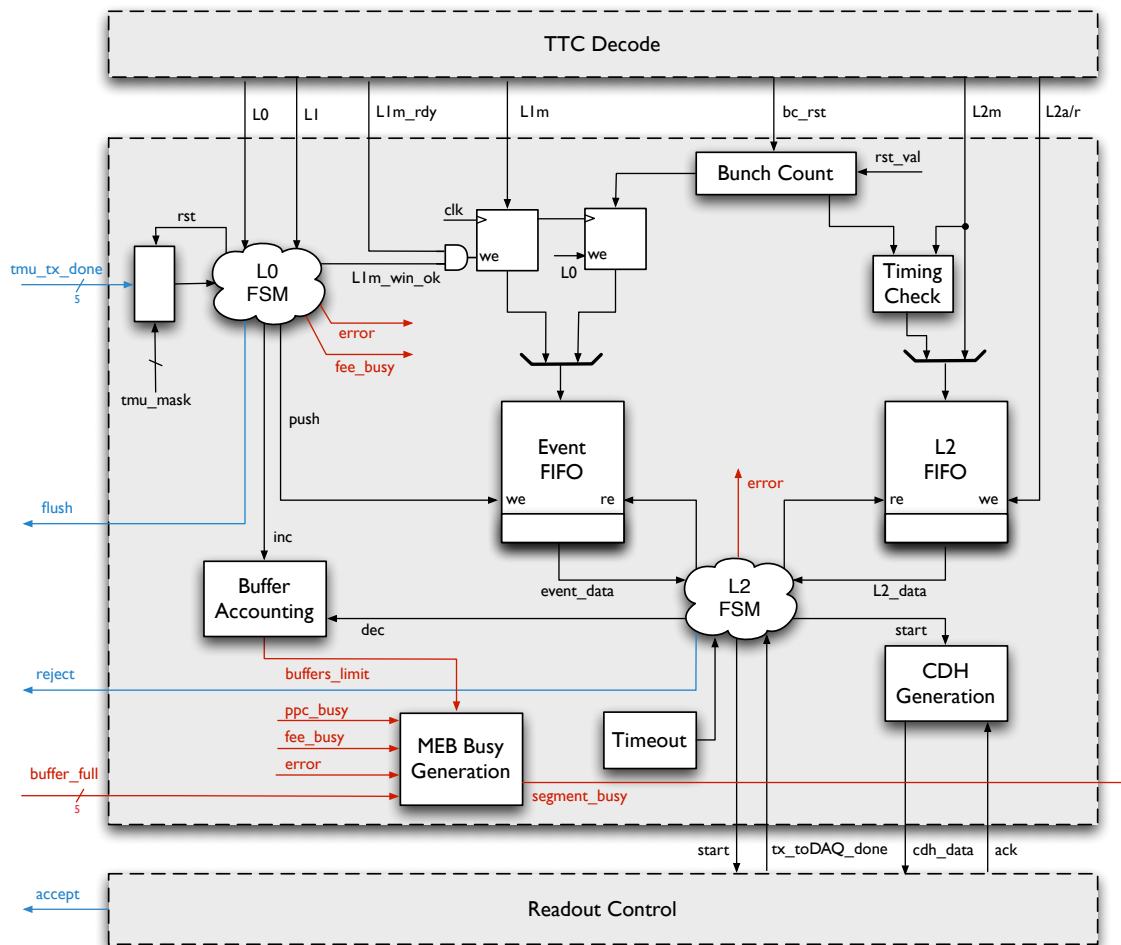 TTC Decode
L0
L1
L1m_rdy
L1m
bc_rst
L2m
L2a/r
Bunch Count
rst_val
rst
clk
we
we
L0
tmu_tx_done
5
L0
FSM
L1m_win_ok
Timing
Check
error
fee_busy
tmu_mask
push
Event
FIFO
we
re
L2
FIFO
re
we
error
flush
inc
Buffer
Accounting
event_data
L2
FSM
L2_data
dec
start
buffers_limit
reject
CDH
Generation
ppc_busy
fee_busy
error
MEB Busy
Generation
Timeout
buffer_full
5
segment_busy
start
tx_toDAQ_done
cdh_data
ack
accept
Readout Control